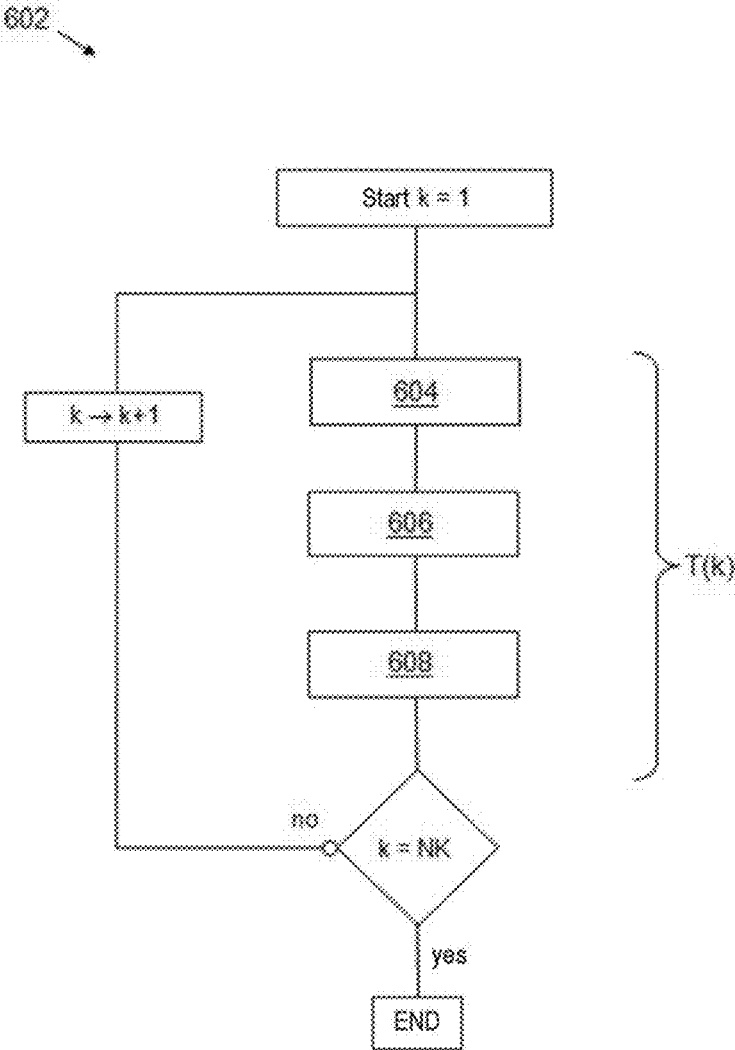 602
Start k = 1
604
k → k+1
606
T(k)
608
no
k = NK
yes
END